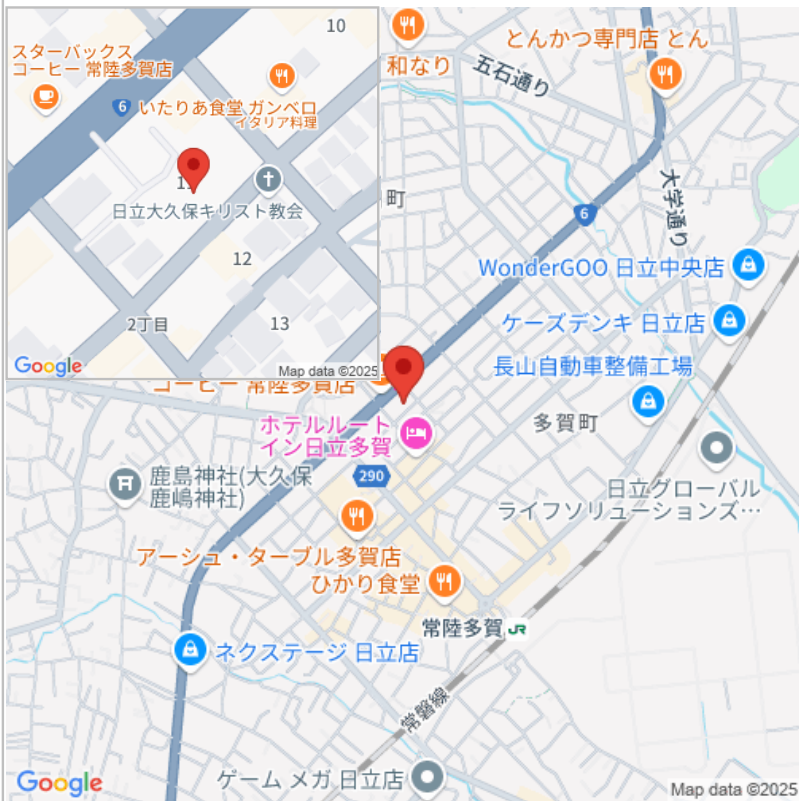 10
スターバックス
コーヒー 常陸多賀店
6
いたりあ食堂 ガンベロ
イタリア料理
日立大久保キリスト教会
12
2丁目
13
Google
Map data ©2025
とんかつ専門店 とん
和なり
五石通り
町
大学通り
6
WonderGOO 日立中央店
ケーズデンキ 日立店
長山自動車整備工場
コーヒー 常陸多賀店
ホテルルート
イン日立多賀
多賀町
290
鹿島神社(大久保
鹿嶋神社)
日立グローバル
ライフソリューションズ…
アーシュ・ターブル多賀店
ひかり食堂
常陸多賀 JR
ネクステージ 日立店
常磐線
ゲーム メガ 日立店
Google
Map data ©2025